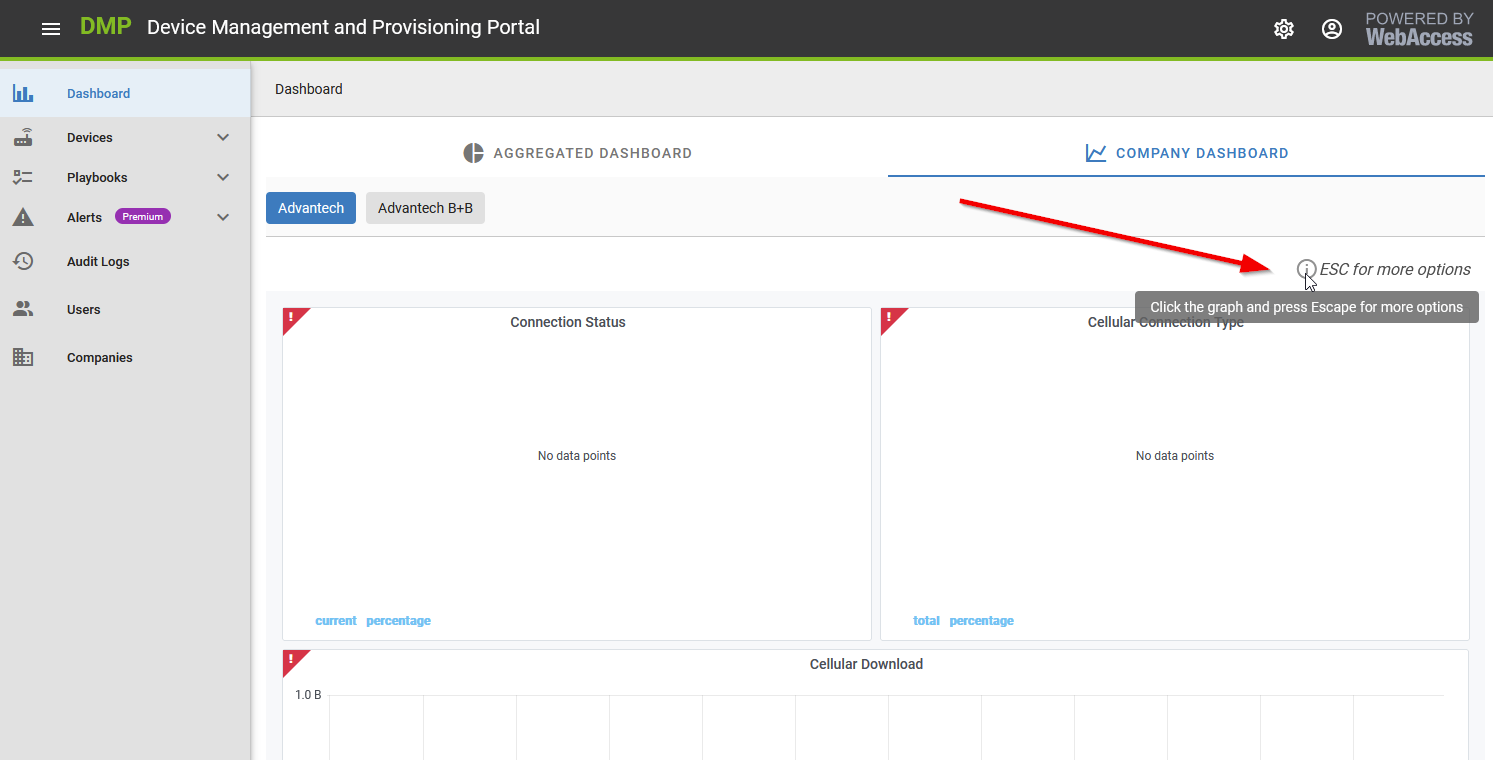 DMP Device Management and Provisioning Portal
POWERED BY
WebAccess
Dashboard
Devices
Playbooks
Alerts Premium
Audit Logs
Users
Companies
Dashboard
AGGREGATED DASHBOARD
COMPANY DASHBOARD
Advantech
Advantech B+B
ESC for more options
Click the graph and press Escape for more options
Connection Status
No data points
current percentage
Cellular Connection Type
No data points
total percentage
Cellular Download
1.0 B